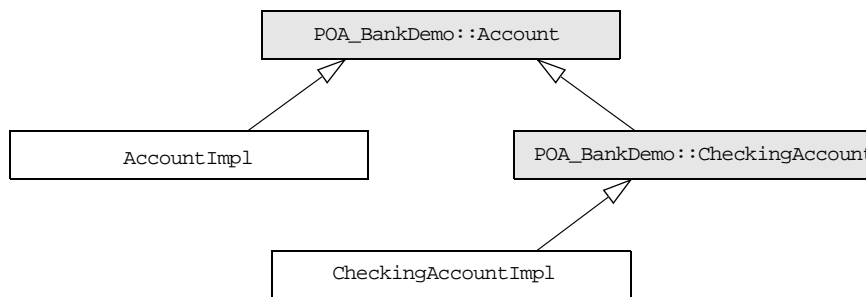 POA_BankDemo::Account
AccountImpl
POA_BankDemo::CheckingAccount
CheckingAccountImpl